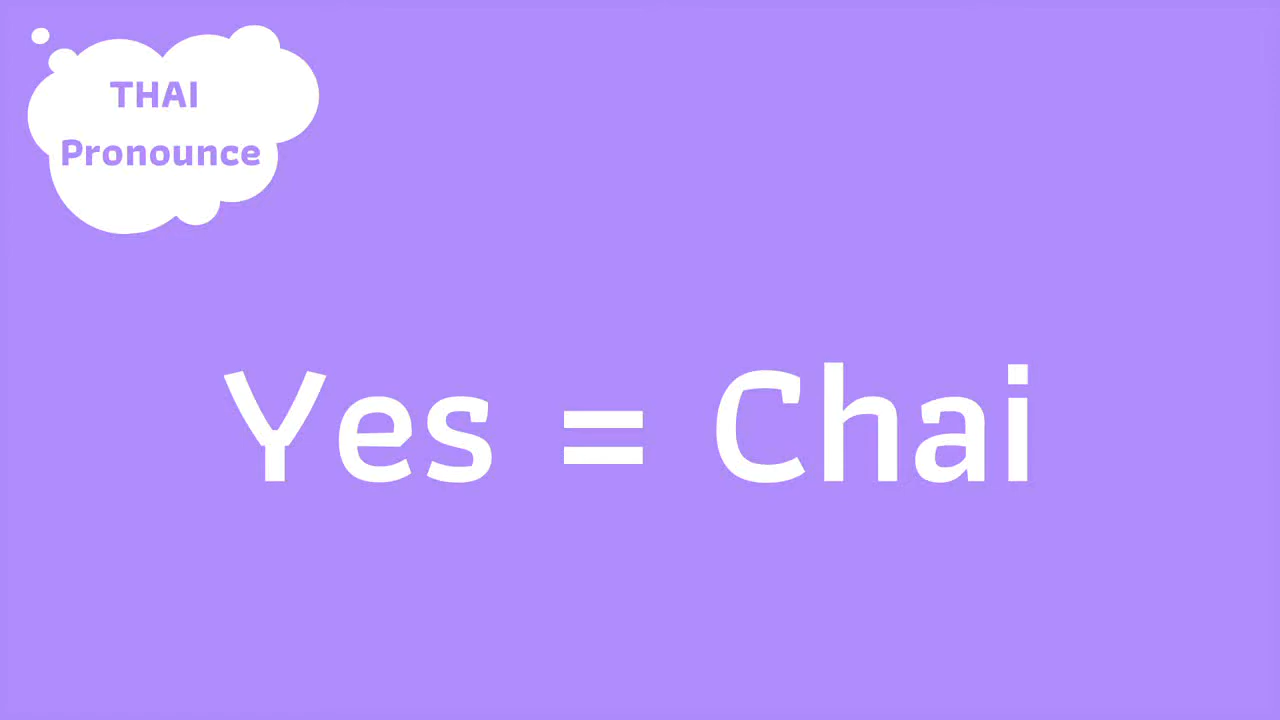 THAI
Pronounce
Yes = Chai